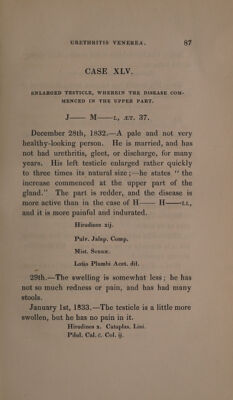 URETHRITIS VENEREA. 87
CASE XLV.
ENLARGED TESTICLE, WHEREIN THE DISEASE COM-
MENCED IN THE UPPER PART.
J—— M——L, ÆT. 37.
December 28th, 1832.—A pale and not very
healthy-looking person. He is married, and has
not had urethritis, gleet, or discharge, for many
years. His left testicle enlarged rather quickly
to three times its natural size;—he states “ the
increase commenced at the upper part of the
gland.” The part is redder, and the disease is
more active than in the case of H—— H——LL,
and it is more painful and indurated.
Hirudines xij.
Pulv. Jalap. Comp.
Mist. Sennæ.
Lotio Plumbi Acet. dil.
29th.—The swelling is somewhat less; he has
not so much redness or pain, and has had many
stools.
January 1st, 1833.—The testicle is a little more
swollen, but he has no pain in it.
Hirudines x. Cataplas. Lini.
Pilul. Cal. c. Col. ij.